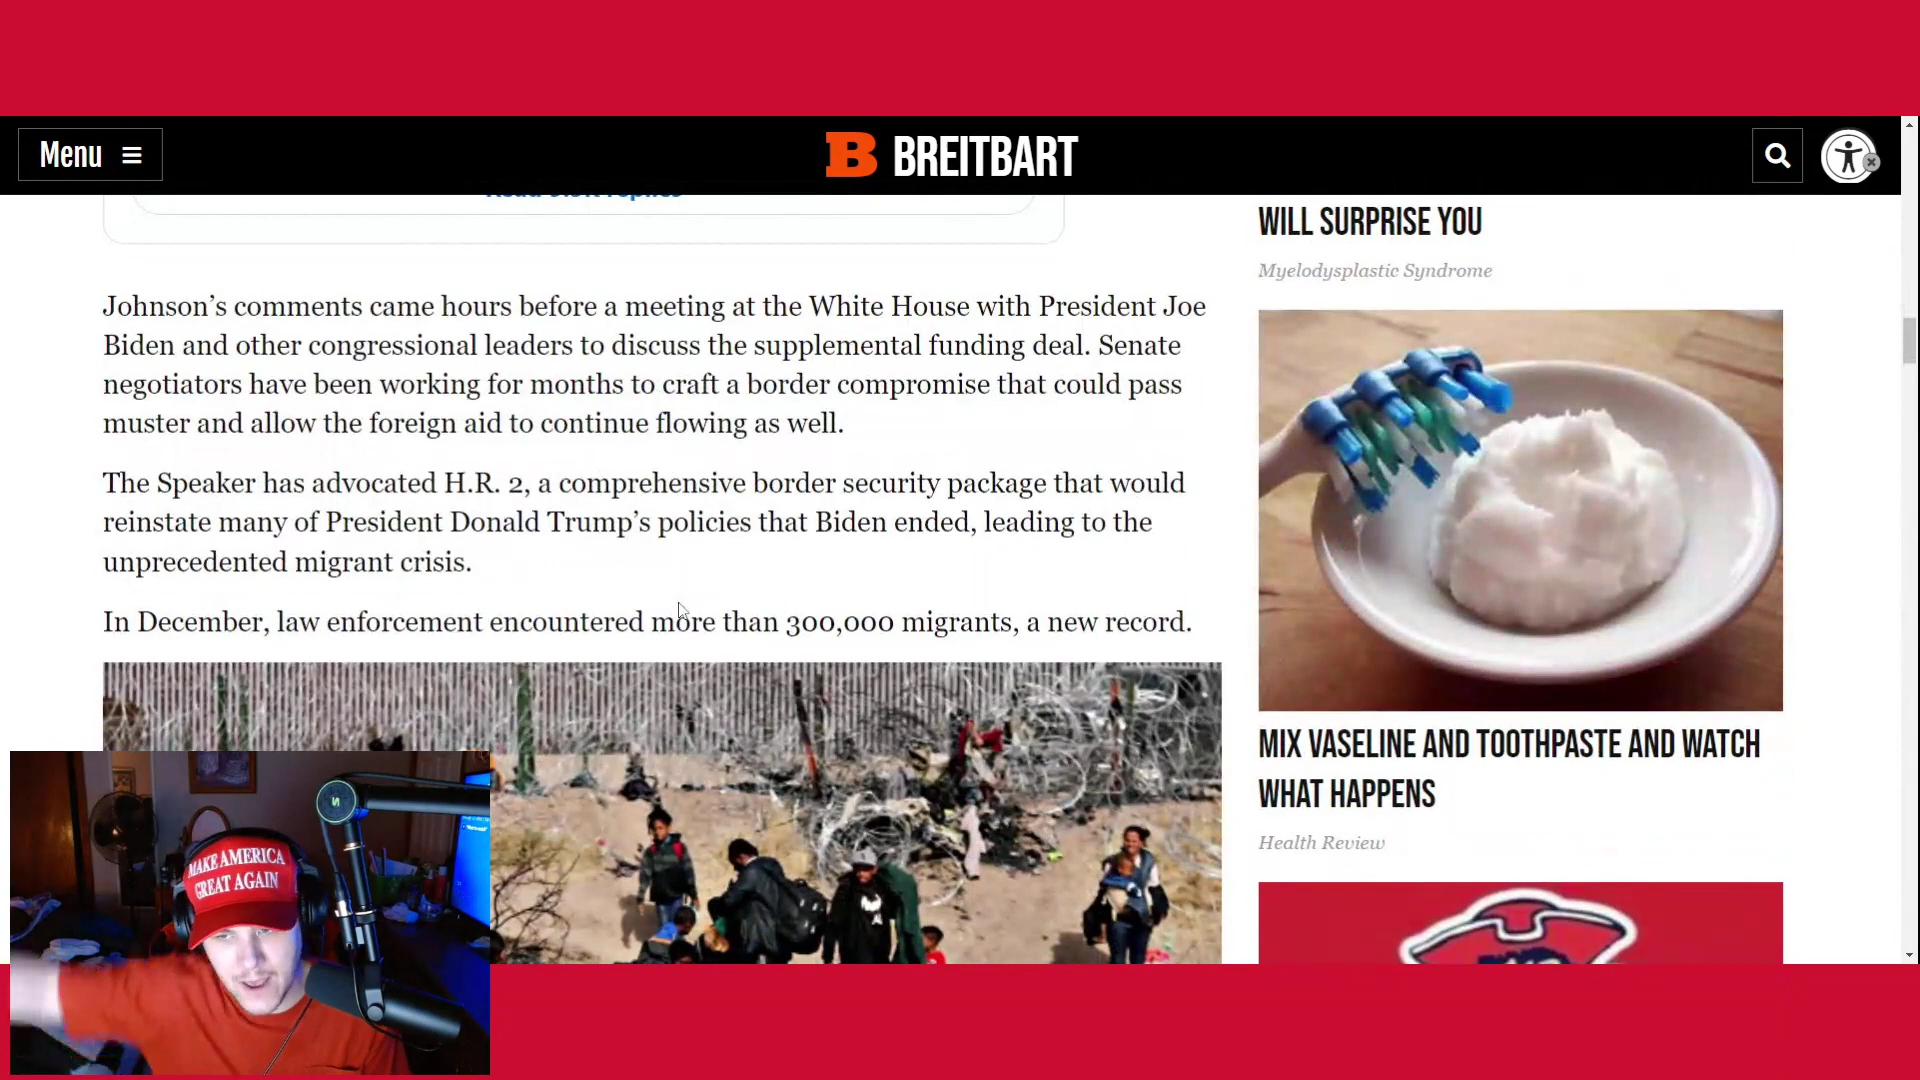 Menu
BREITBART
Johnson’s comments came hours before a meeting at the White House with President Joe
Biden and other congressional leaders to discuss the supplemental funding deal. Senate
negotiators have been working for months to craft a border compromise that could pass
muster and allow the foreign aid to continue flowing as well.
The Speaker has advocated H.R. 2, a comprehensive border security package that would
reinstate many of President Donald Trump’s policies that Biden ended, leading to the
unprecedented migrant crisis.
In December, law enforcement encountered more than 300,000 migrants, a new record.
WILL SURPRISE YOU
Myelodysplastic Syndrome
MIX VASELINE AND TOOTHPASTE AND WATCH
WHAT HAPPENS
Health Review
MAKE AMERICA
GREAT AGAIN